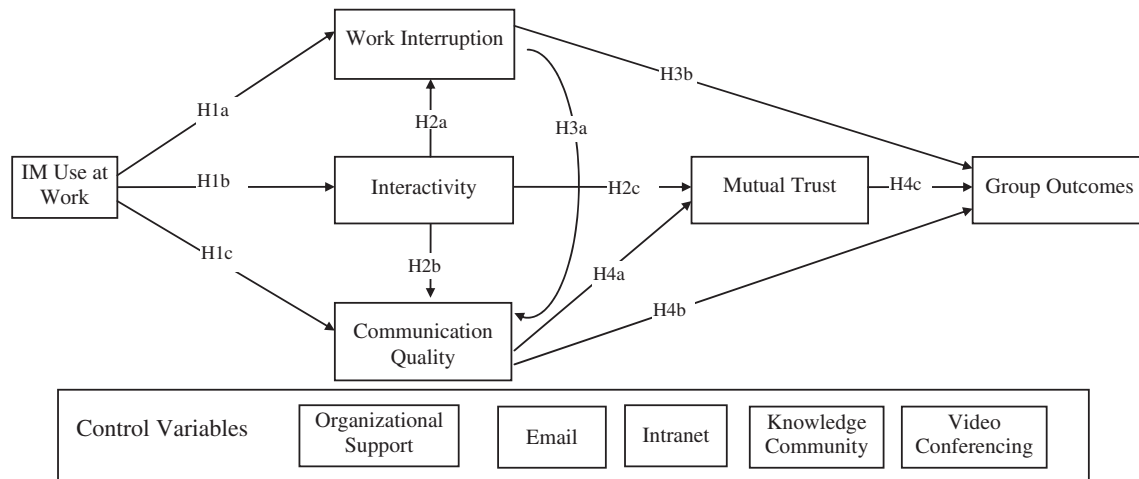 Work Interruption
H3b
H1a
H2a
H3a
IM Use at
Work
H1b
Interactivity
H2c
Mutual Trust
H4c
Group Outcomes
H1c
H2b
H4a
H4b
Communication
Quality
Control Variables
Organizational
Support
Email
Intranet
Knowledge
Community
Video
Conferencing